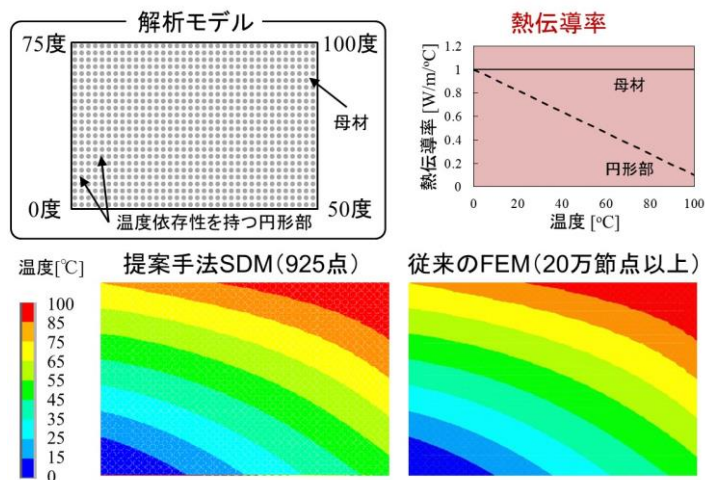 解析モデル
75度
100度
母材
0度
50度
温度依存性を持つ円形部
熱伝導率
熱伝導率 [W/m/°C]
1.2
1
0.8
0.6
0.4
0.2
0
母材
円形部
0 20 40 60 80 100
温度 [°C]
温度[℃]
提案手法SDM(925点)
従来のFEM(20万節点以上)
100
85
75
65
55
45
35
25
15
0